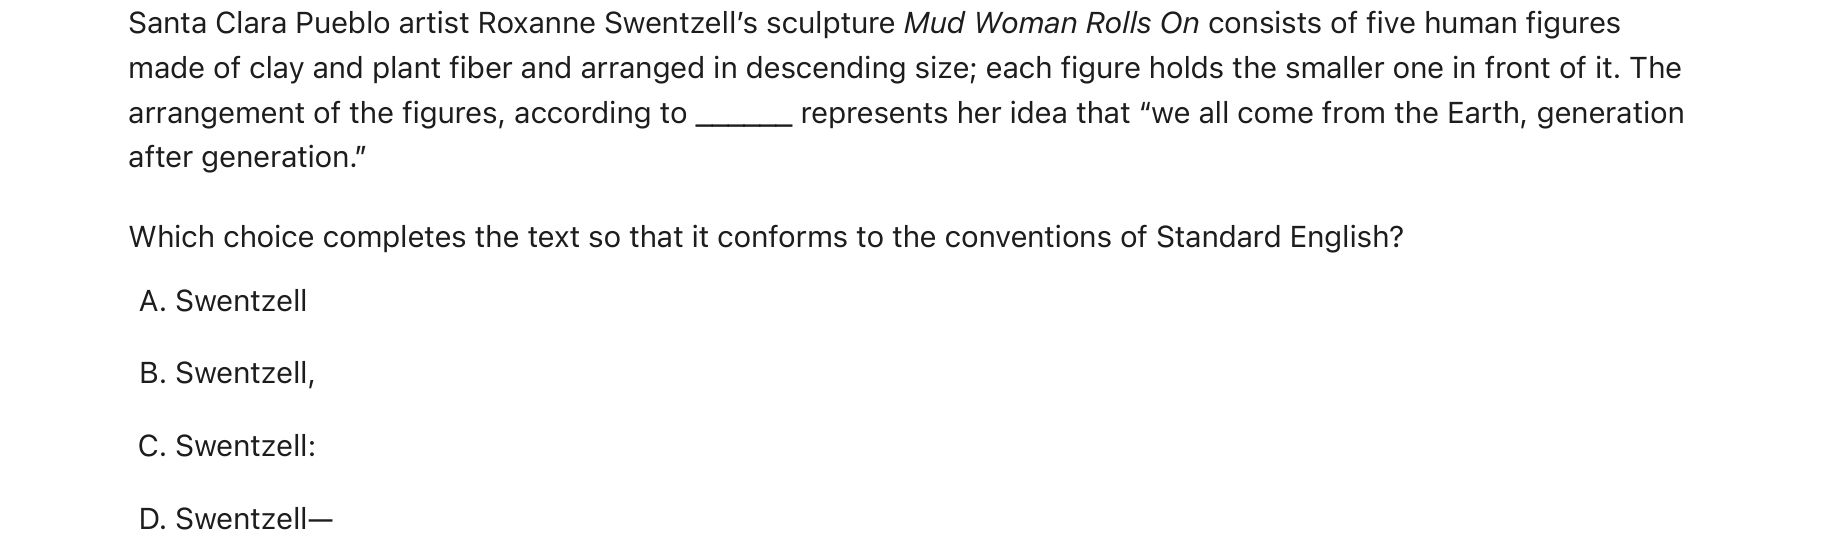 Santa Clara Pueblo artist Roxanne Swentzell’s sculpture Mud Woman Rolls On consists of five human figures
made of clay and plant fiber and arranged in descending size; each figure holds the smaller one in front of it. The
arrangement of the figures, according to ______ represents her idea that “we all come from the Earth, generation
after generation.”
Which choice completes the text so that it conforms to the conventions of Standard English?
A. Swentzell
B. Swentzell,
C. Swentzell:
D. Swentzell—